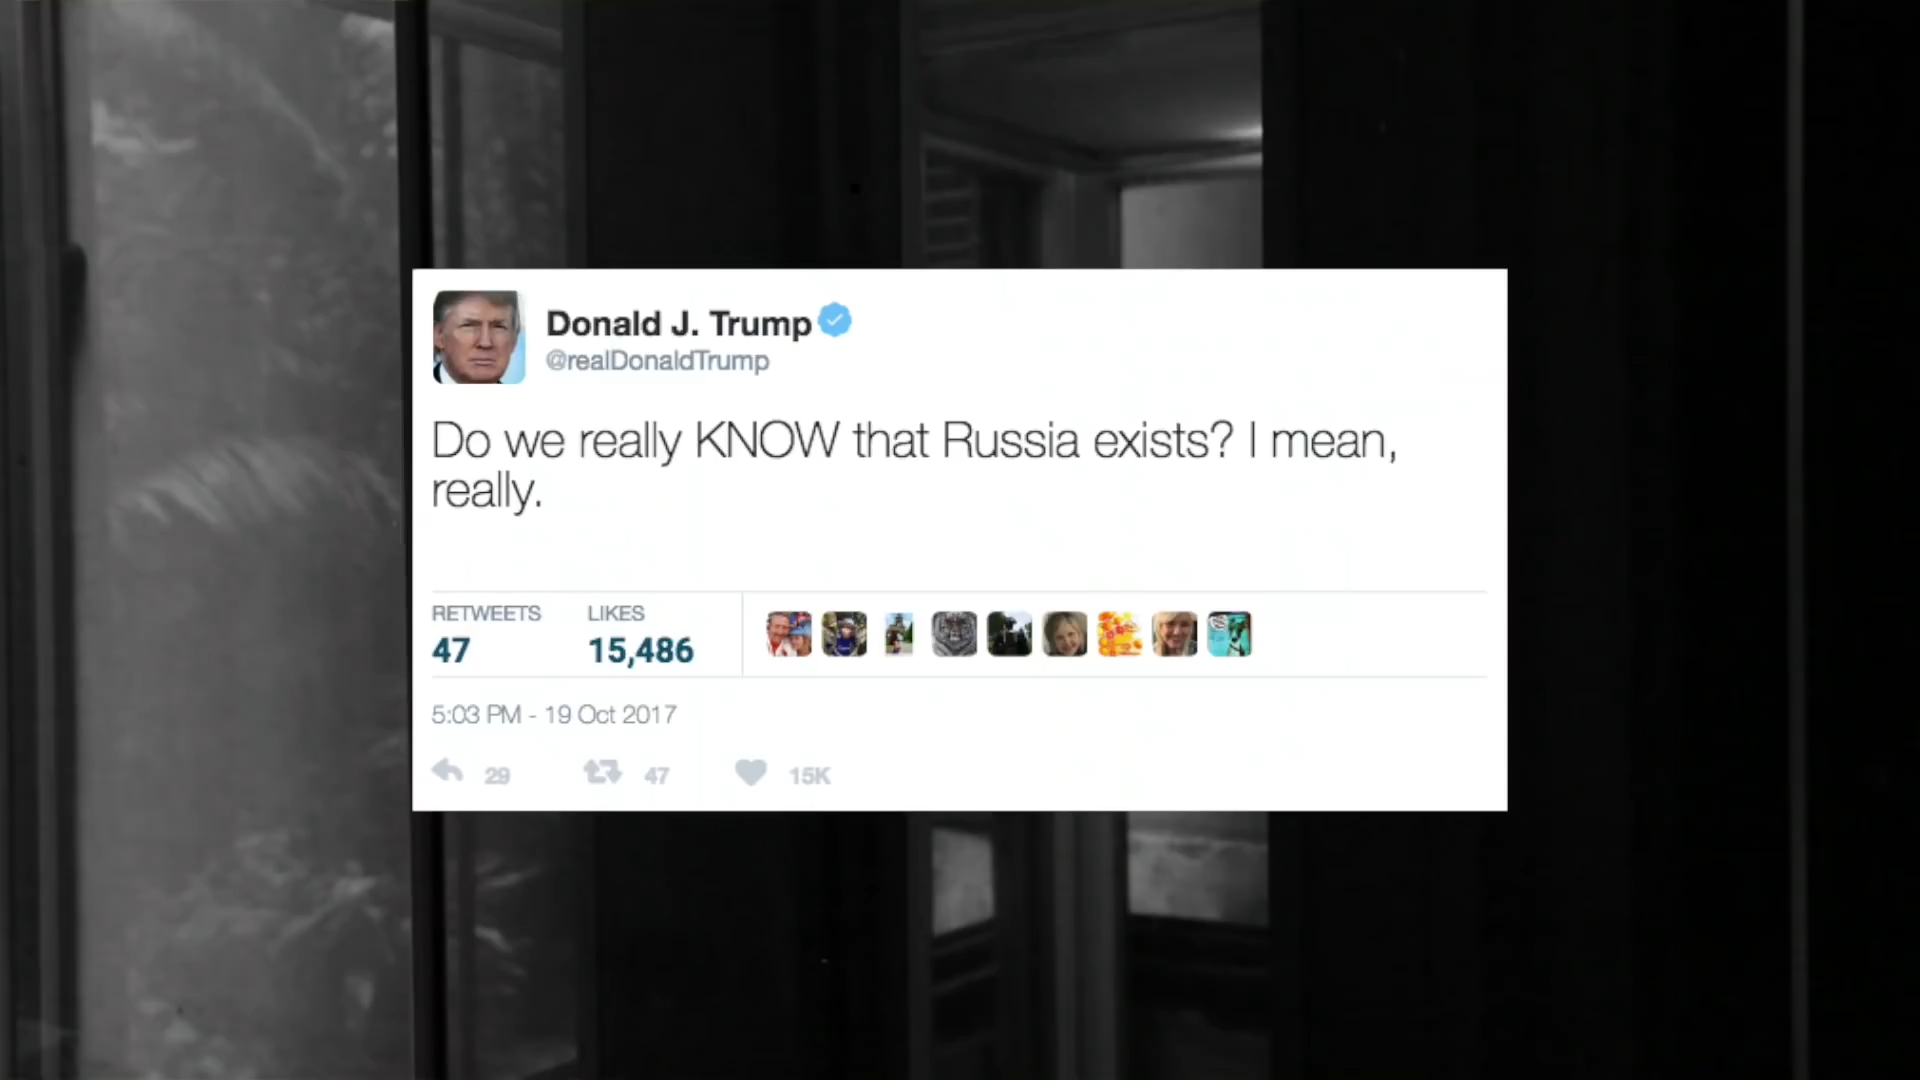 Donald J. Trump
@realDonaldTrump
Do we really KNOW that Russia exists? I mean,
really.
RETWEETS LIKES
47 15,486
5:03 PM - 19 Oct 2017
29 47 15K